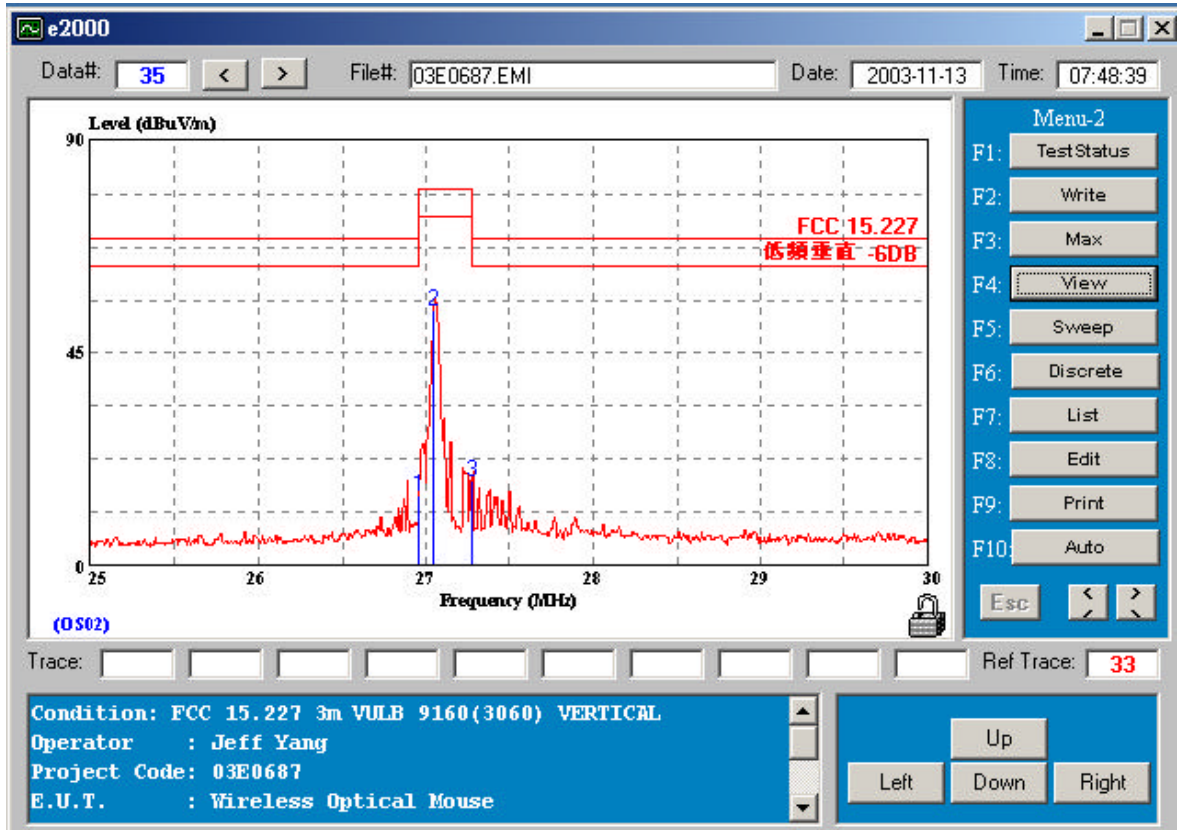 e2000
Data#: 35 < > File#: 03E0687.EMI Date: 2003-11-13 Time: 07:48:39
Level (dBuV/m)
90
45
0
25 26 27 28 29 30
Frequency (MHz)
FCC 15.227
低頻垂直 -6DB
1
2
3
(OS02)
Menu-2
F1: TestStatus
F2: Write
F3: Max
F4: View
F5: Sweep
F6: Discrete
F7: List
F8: Edit
F9: Print
F10: Auto
Esc
Trace: Ref Trace: 33
Condition: FCC 15.227 3m VULB 9160(3060) VERTICAL
Operator : Jeff Yang
Project Code: 03E0687
E.U.T. : Wireless Optical Mouse
Up
Left Down Right